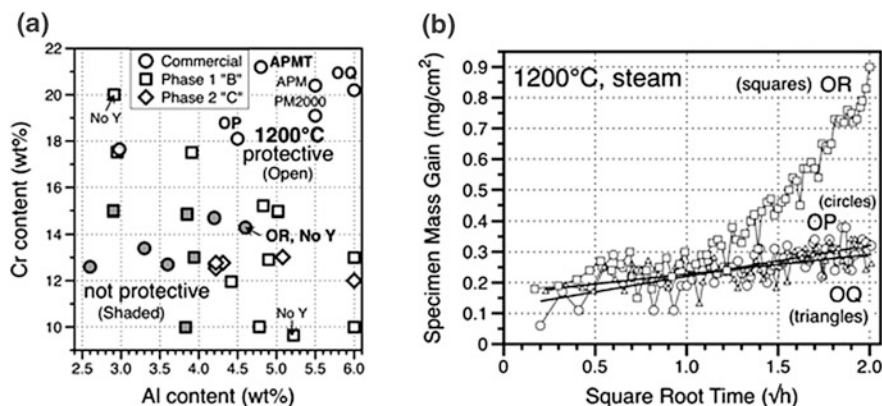 (a)
22
20
18
16
14
12
10
Cr content (wt%)
Commercial
Phase 1 "B"
Phase 2 "C"
APMT
OQ
APM
PM2000
No Y
OP
1200°C
protective
(Open)
OR, No Y
not protective
(Shaded)
No Y
2.5 3.0 3.5 4.0 4.5 5.0 5.5 6.0
Al content (wt%)
(b)
0.9
0.8
0.7
0.6
0.5
0.4
0.3
0.2
0.1
0
Specimen Mass Gain (mg/cm²)
1200°C, steam
(squares) OR
(circles)
OP
OQ
(triangles)
0 0.5 1.0 1.5 2.0
Square Root Time (√h)